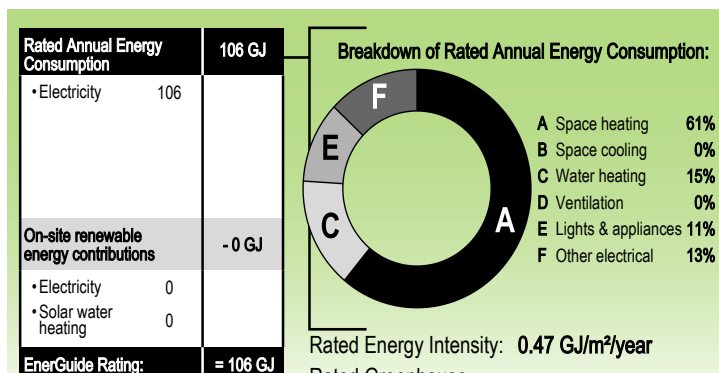 Rated Annual Energy Consumption 106 GJ
• Electricity 106
On-site renewable energy contributions - 0 GJ
• Electricity 0
• Solar water heating 0
EnerGuide Rating: = 106 GJ
Breakdown of Rated Annual Energy Consumption:
F
E
C
A
A Space heating 61%
B Space cooling 0%
C Water heating 15%
D Ventilation 0%
E Lights & appliances 11%
F Other electrical 13%
Rated Energy Intensity: 0.47 GJ/m²/year
Rated Greenhouse